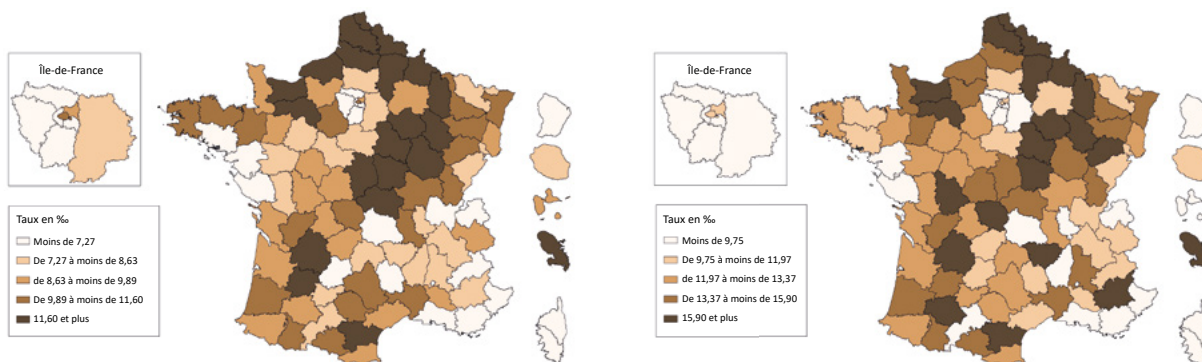 Île-de-France
Taux en ‰
Moins de 7,27
De 7,27 à moins de 8,63
de 8,63 à moins de 9,89
De 9,89 à moins de 11,60
11,60 et plus
Île-de-France
Taux en ‰
Moins de 9,75
De 9,75 à moins de 11,97
de 11,97 à moins de 13,37
De 13,37 à moins de 15,90
15,90 et plus